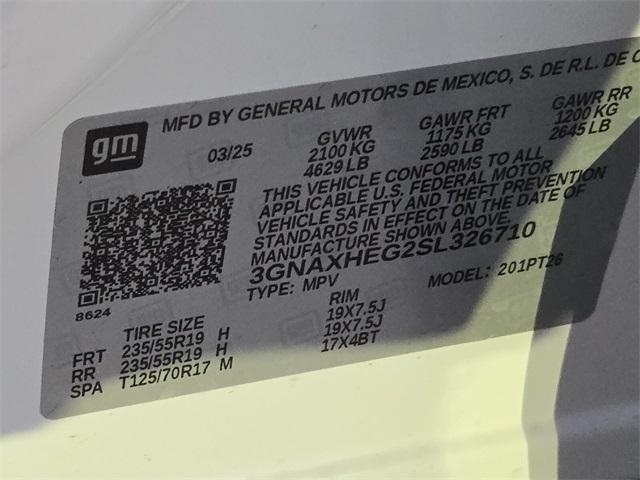 gm
MFD BY GENERAL MOTORS DE MEXICO, S. DE R.L. DE C
03/25
GVWR GAWR FRT GAWR RR
2100 KG 1175 KG 1200 KG
4629 LB 2590 LB 2645 LB
THIS VEHICLE CONFORMS TO ALL
APPLICABLE U.S. FEDERAL MOTOR
VEHICLE SAFETY AND THEFT PREVENTION
STANDARDS IN EFFECT ON THE DATE OF
MANUFACTURE SHOWN ABOVE.
3GNAXHEG2SL326710
TYPE: MPV MODEL: 201PT26
8624
TIRE SIZE RIM
FRT 235/55R19 H 19X7.5J
RR 235/55R19 H 19X7.5J
SPA T125/70R17 M 17X4BT